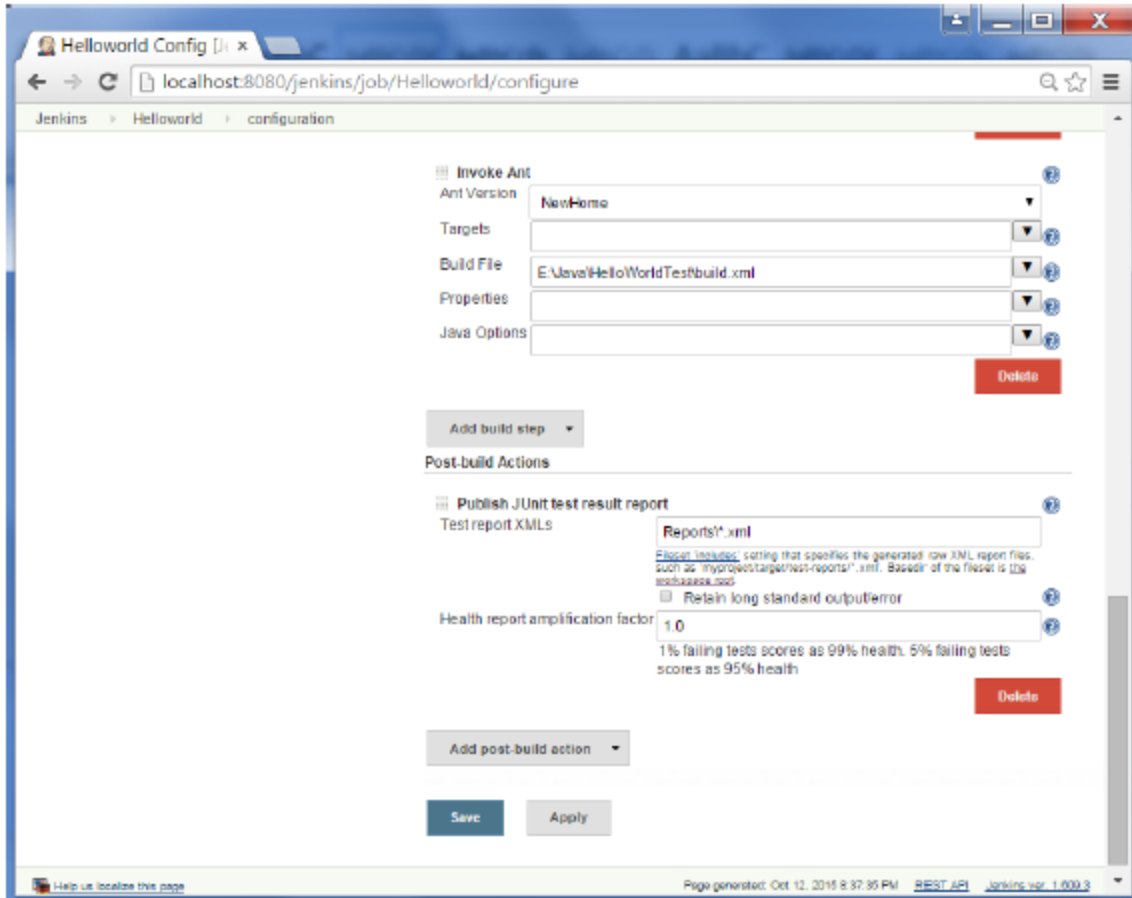 Helloworld Config [Je ×
localhost:8080/jenkins/job/Helloworld/configure
Jenkins Helloworld configuration
Invoke Ant
Ant Version NewHome
Targets
Build File E:\Java\HelloWorldTest\build.xml
Properties
Java Options
Delete
Add build step
Post-build Actions
Publish JUnit test result report
Test report XMLs Reports\*.xml
Fileset 'includes' setting that specifies the generated raw XML report files,
such as 'myproject/target/test-reports/*.xml'. Basedir of the fileset is the
workspace root.
Retain long standard output/error
Health report amplification factor 1.0
1% failing tests scores as 99% health. 5% failing tests
scores as 95% health
Delete
Add post-build action
Save Apply
Help us localize this page Page generated: Oct 12, 2015 8:37:35 PM REST API Jenkins ver. 1.609.3